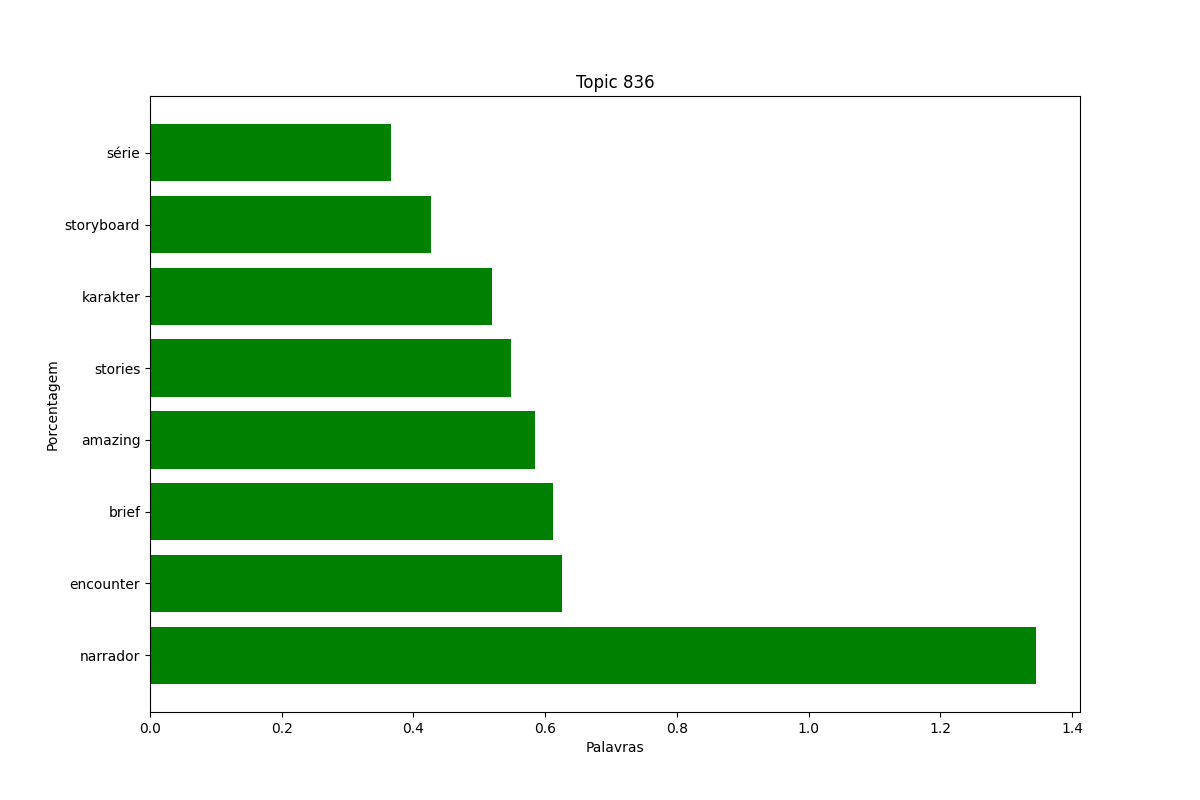 Topic 836
série
storyboard
karakter
stories
amazing
brief
encounter
narrador
Porcentagem
0.0 0.2 0.4 0.6 0.8 1.0 1.2 1.4
Palavras